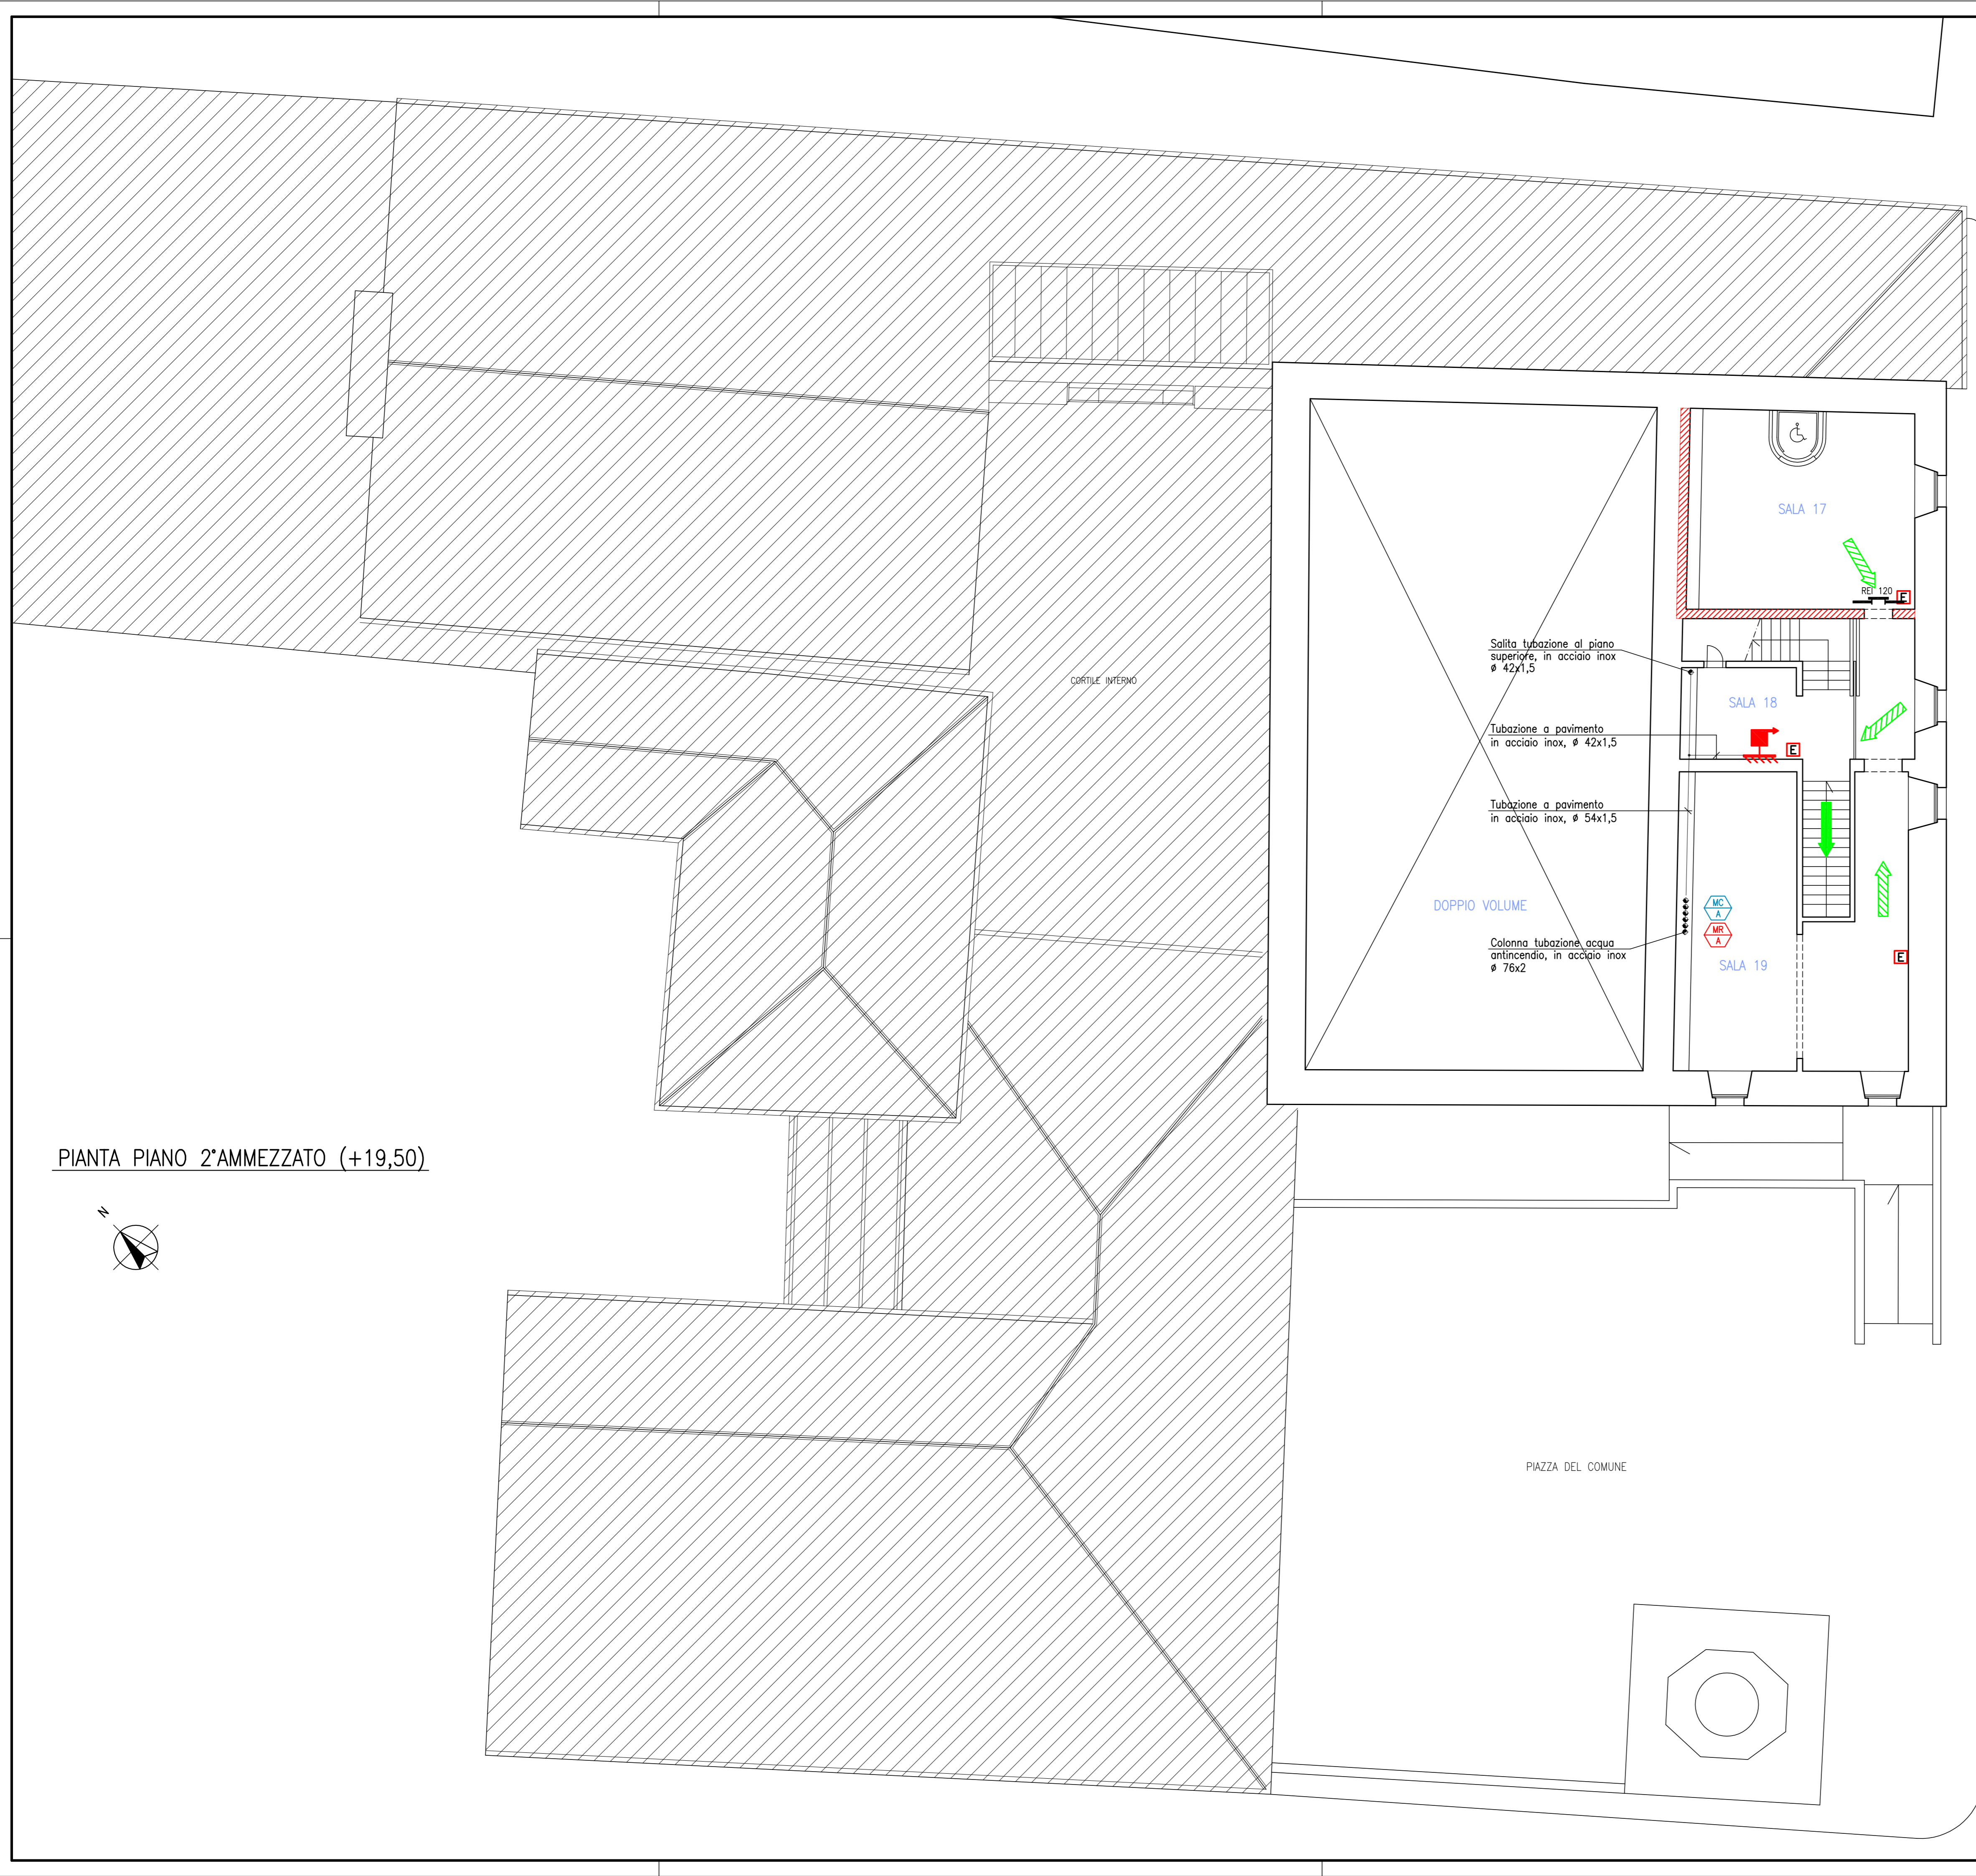 SALA 17
REI 120
E
Salita tubazione al piano
superiore, in acciaio inox
ø 42x1,5
CORTILE INTERNO
SALA 18
Tubazione a pavimento
in acciaio inox, ø 42x1,5
E
Tubazione a pavimento
in acciaio inox, ø 54x1,5
DOPPIO VOLUME
MC
A
MR
A
Colonna tubazione acqua
antincendio, in acciaio inox
ø 76x2
SALA 19
E
PIANTA PIANO 2°AMMEZZATO (+19,50)
N
PIAZZA DEL COMUNE